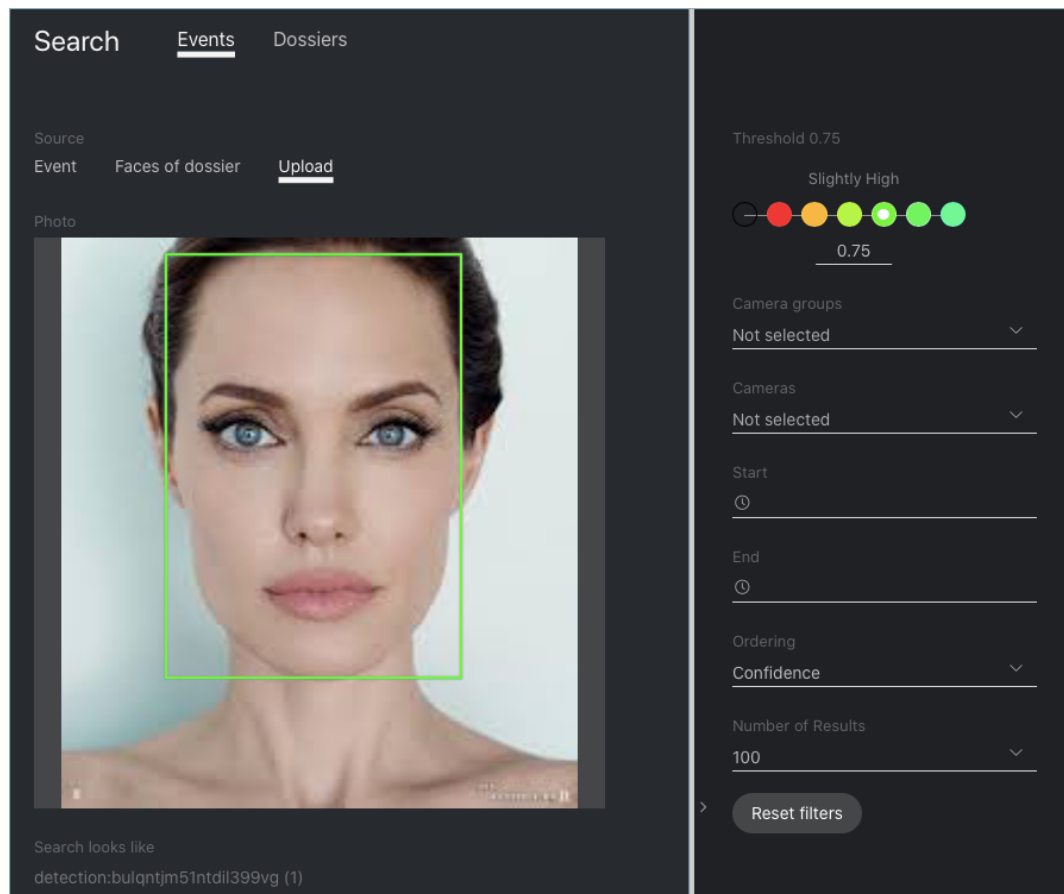 Search
Events
Dossiers
Source
Event
Faces of dossier
Upload
Photo
Search looks like
detection:bulqntjm51ntdil399vg (1)
Threshold 0.75
Slightly High
0.75
Camera groups
Not selected
Cameras
Not selected
Start
End
Ordering
Confidence
Number of Results
100
Reset filters